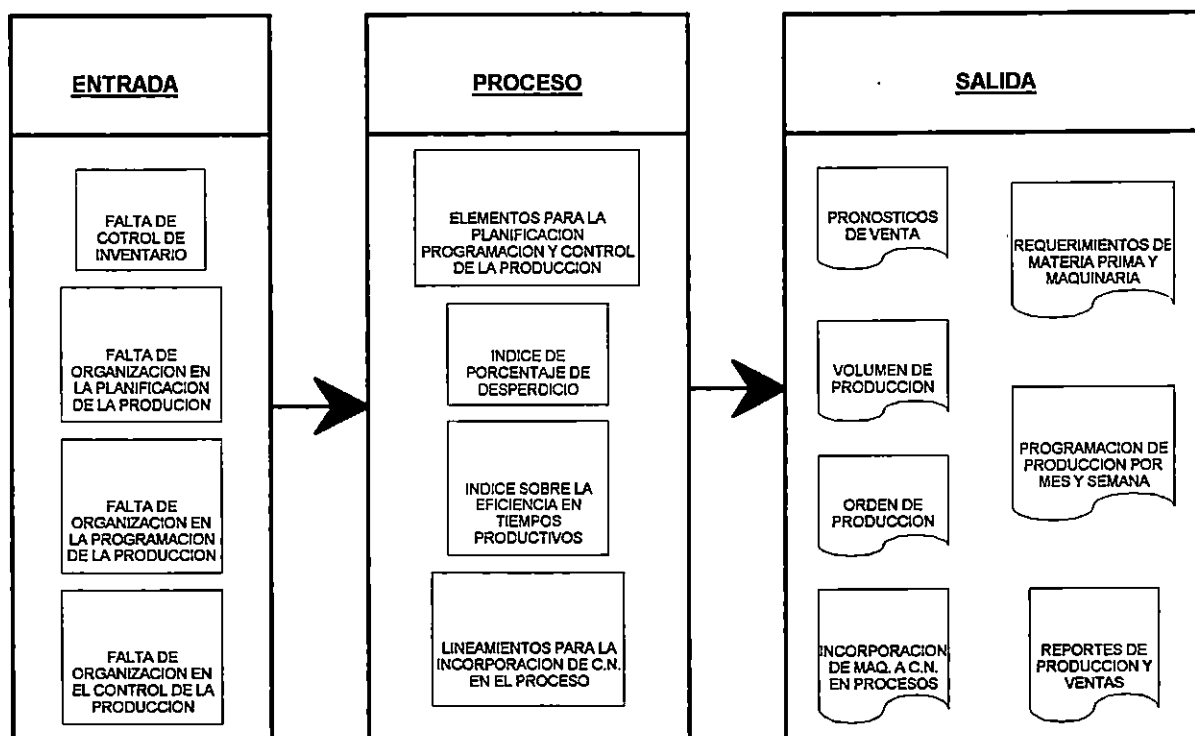 ENTRADA
FALTA DE
COTROL DE
INVENTARIO
FALTA DE
ORGANIZACION EN
LA PLANIFICACION
DE LA PRODUCION
FALTA DE
ORGANIZACION EN
LA PROGRAMACION
DE LA PRODUCCION
FALTA DE
ORGANIZACION EN
EL CONTROL DE LA
PRODUCCION
PROCESO
ELEMENTOS PARA LA
PLANIFICACION
PROGRAMACION Y CONTROL
DE LA PRODUCCION
INDICE DE
PORCENTAJE DE
DESPERDICIO
INDICE SOBRE LA
EFICIENCIA EN
TIEMPOS
PRODUCTIVOS
LINEAMIENTOS PARA LA
INCORPORACION DE C.N.
EN EL PROCESO
SALIDA
PRONOSTICOS
DE VENTA
REQUERIMIENTOS DE
MATERIA PRIMA Y
MAQUINARIA
VOLUMEN DE
PRODUCCION
PROGRAMACION DE
PRODUCCION POR
MES Y SEMANA
ORDEN DE
PRODUCCION
INCORPORACION
DE MAQ. A C.N.
EN PROCESOS
REPORTES DE
PRODUCCION Y
VENTAS